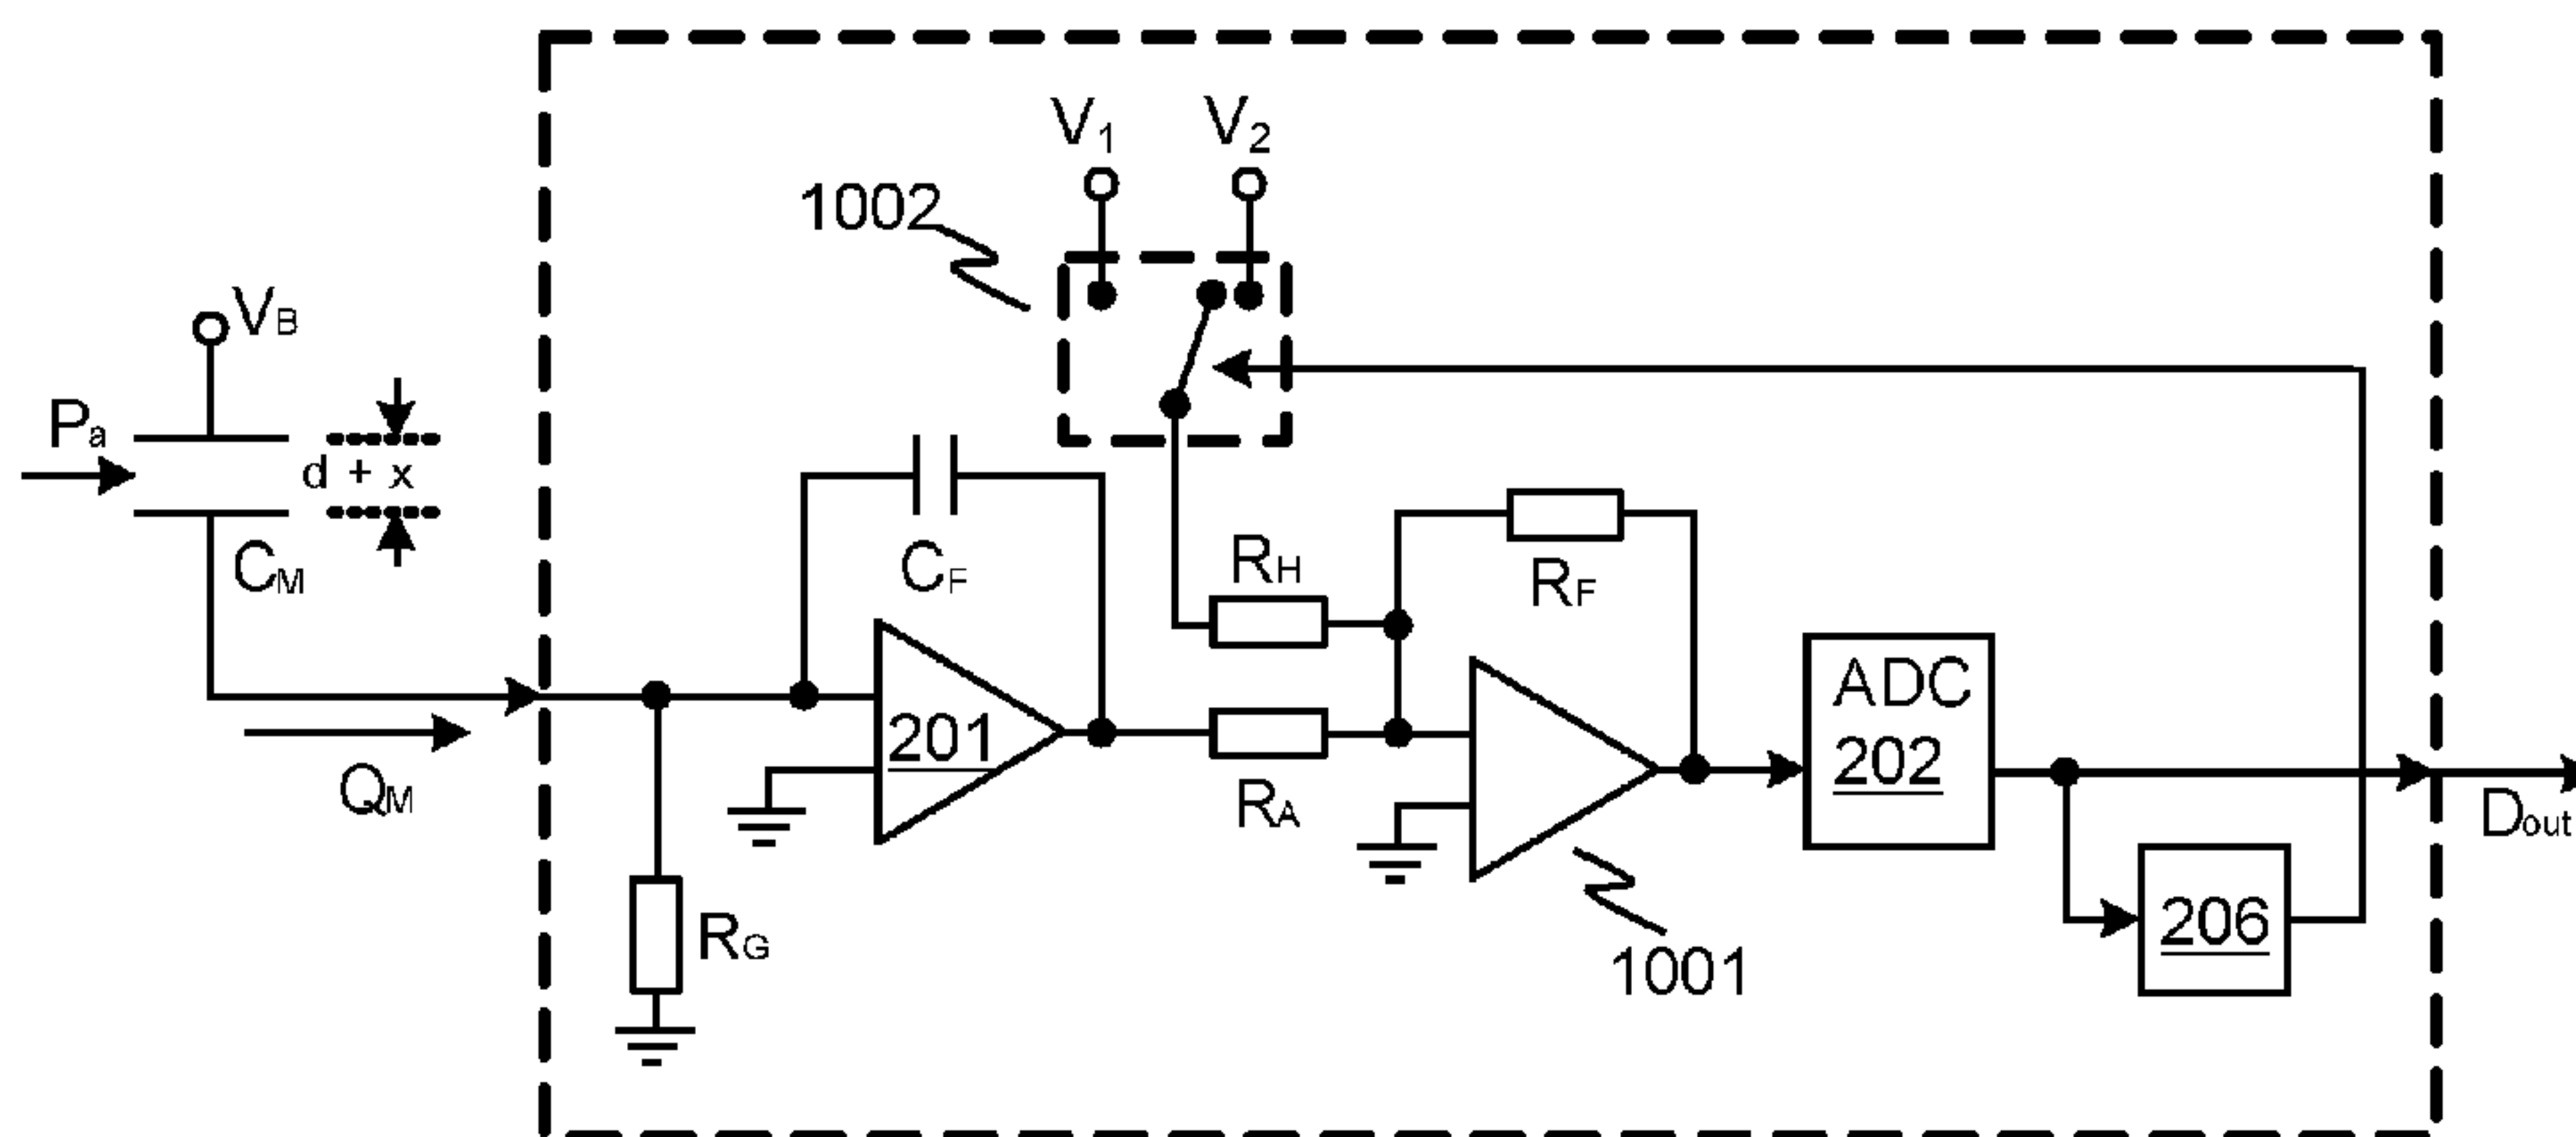 V1
V2
1002
VB
Pa
d + x
CM
CF
RH
RF
201
ADC
202
QM
RA
Dout
206
RG
1001